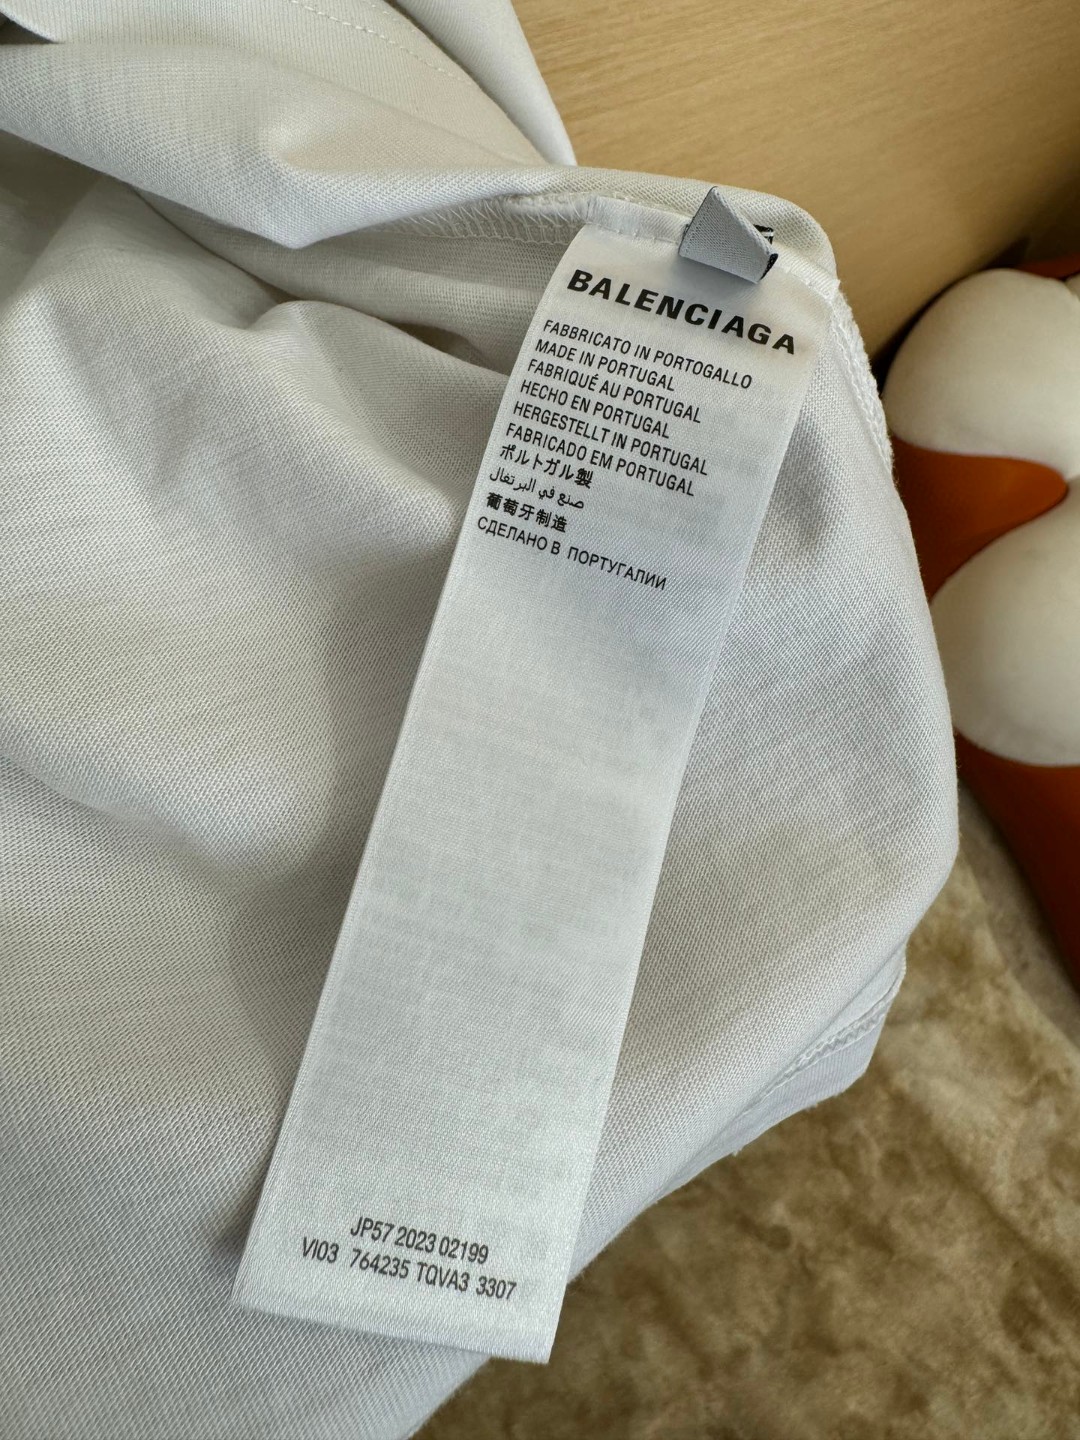 BALENCIAGA
FABBRICATO IN PORTOGALLO
MADE IN PORTUGAL
FABRIQUÉ AU PORTUGAL
HECHO EN PORTUGAL
HERGESTELLT IN PORTUGAL
FABRICADO EM PORTUGAL
ポルトガル製
صنع في البرتغال
葡萄牙制造
СДЕЛАНО В ПОРТУГАЛИИ
JP57 2023 02199
VI03 764235 TQVA3 3307